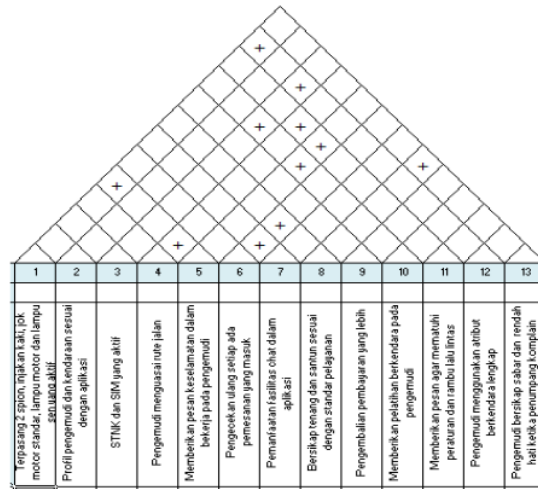 +
+
+ +
+
+ +
+
+
+ +
1 2 3 4 5 6 7 8 9 10 11 12 13
Terpasang 2 spion, injakan kaki, jok
motor standar, lampu motor dan lampu
sen yang aktif
Profil pengemudi dan kendaraan sesuai
dengan aplikasi
STNK dan SIM yang aktif
Pengemudi menguasai rute jalan
Memberikan pesan keselamatan dalam
bekerja pada pengemudi
Pengecekan ulang setiap ada
pemesanan yang masuk
Pemanfaatan fasilitas chat dalam
aplikasi
Bersikap tenang dan santun sesuai
dengan standar pelayanan
Pengembalian pembayaran yang lebih
Memberikan pelatihan berkendara pada
pengemudi
Memberikan pesan agar mematuhi
peraturan dan rambu lalu lintas
Pengemudi menggunakan atribut
berkendara lengkap
Pengemudi bersikap sabar dan rendah
hati ketika penumpang komplain